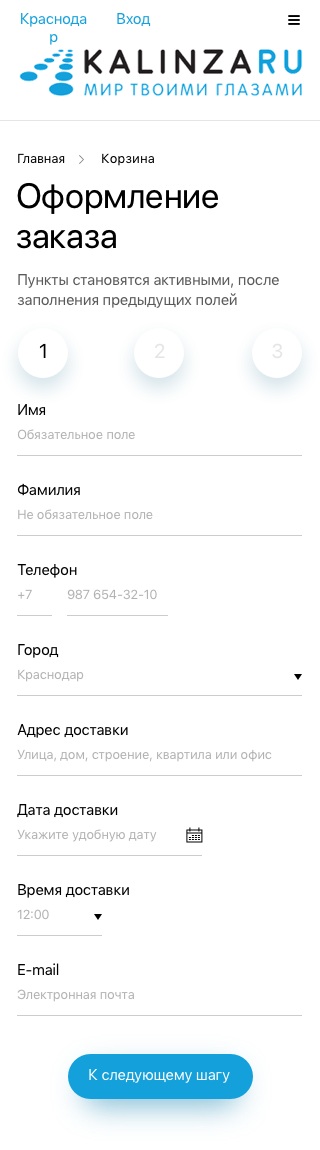 Краснода
р
Вход
KALINZARU
МИР ТВОИМИ ГЛАЗАМИ
Главная > Корзина
Оформление
заказа
Пункты становятся активными, после
заполнения предыдущих полей
1 2 3
Имя
Обязательное поле
Фамилия
Не обязательное поле
Телефон
+7 987 654-32-10
Город
Краснодар
Адрес доставки
Улица, дом, строение, квартила или офис
Дата доставки
Укажите удобную дату
Время доставки
12:00
E-mail
Электронная почта
К следующему шагу